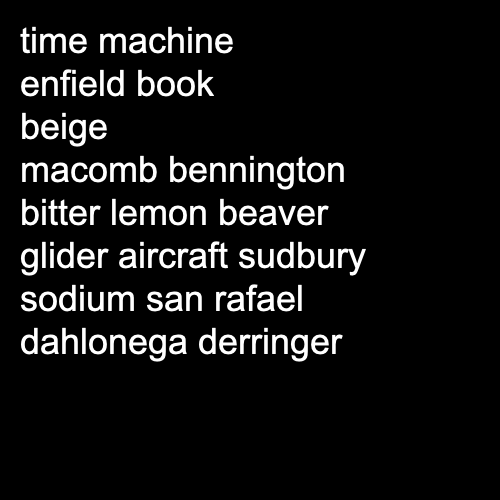 time machine
enfield book
beige
macomb bennington
bitter lemon beaver
glider aircraft sudbury
sodium san rafael
dahlonega derringer